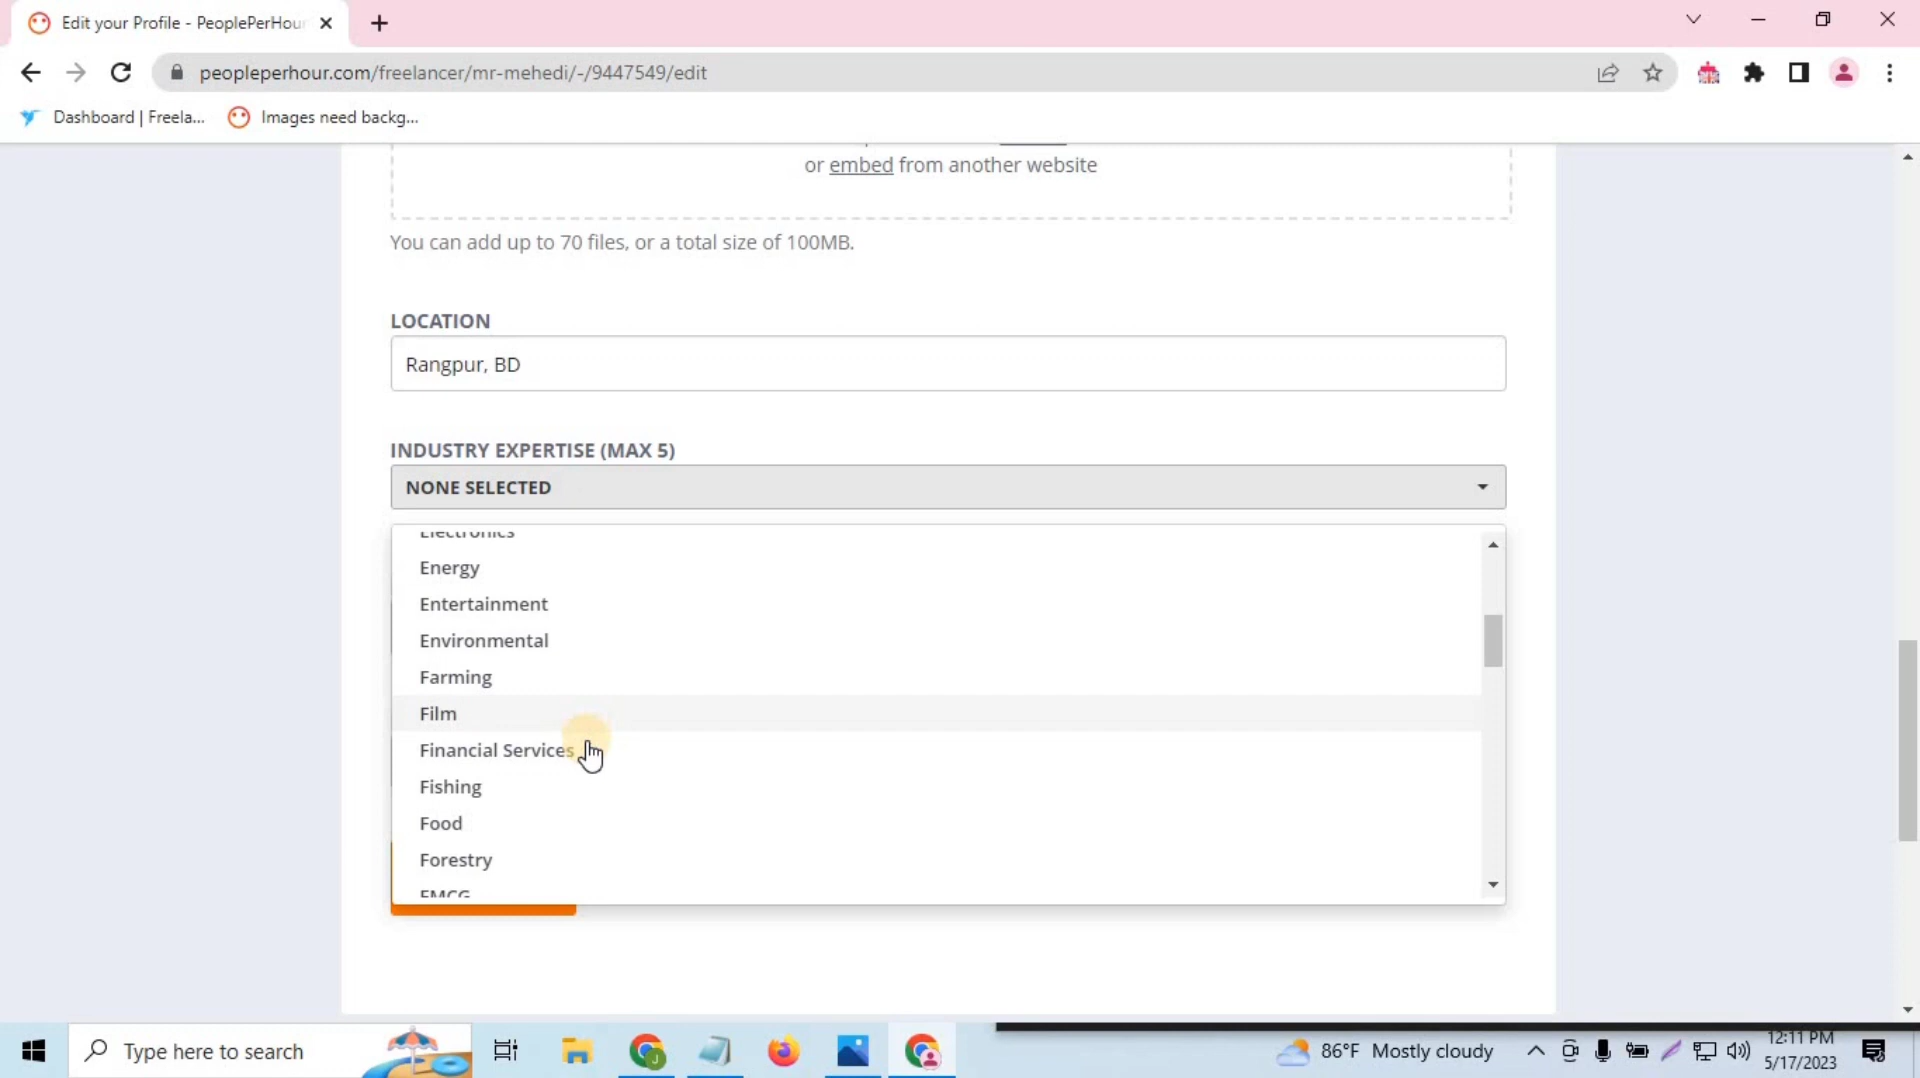 Edit your Profile - PeoplePerHour
peopleperhour.com/freelancer/mr-mehedi/-/9447549/edit
Dashboard | Freela...
Images need backg...
or embed from another website
You can add up to 70 files, or a total size of 100MB.
LOCATION
Rangpur, BD
INDUSTRY EXPERTISE (MAX 5)
NONE SELECTED
Electronics
Energy
Entertainment
Environmental
Farming
Film
Financial Services
Fishing
Food
Forestry
FMCG
Type here to search
86°F Mostly cloudy
12:11 PM
5/17/2023